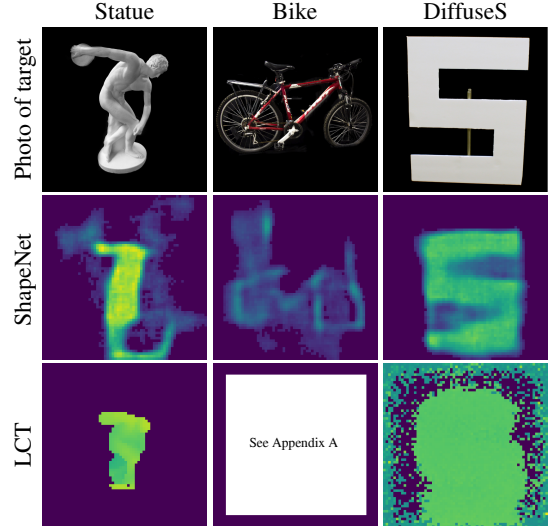 Statue Bike DiffuseS
Photo of target
ShapeNet
LCT
See Appendix A